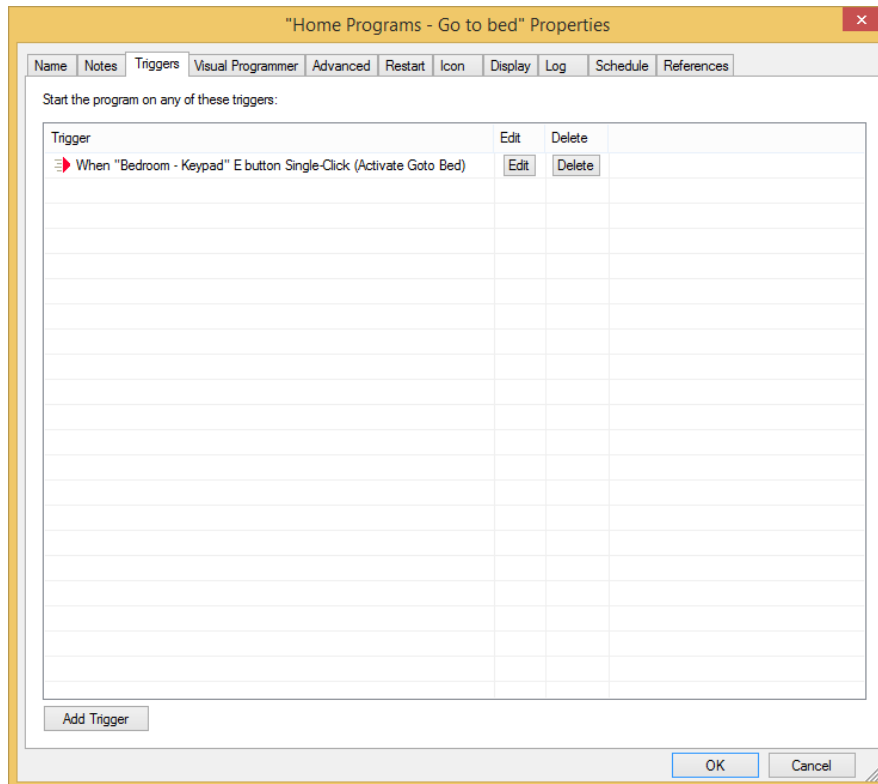 "Home Programs - Go to bed" Properties
Name Notes Triggers Visual Programmer Advanced Restart Icon Display Log Schedule References
Start the program on any of these triggers:
Trigger Edit Delete
When "Bedroom - Keypad" E button Single-Click (Activate Goto Bed) Edit Delete
Add Trigger
OK Cancel